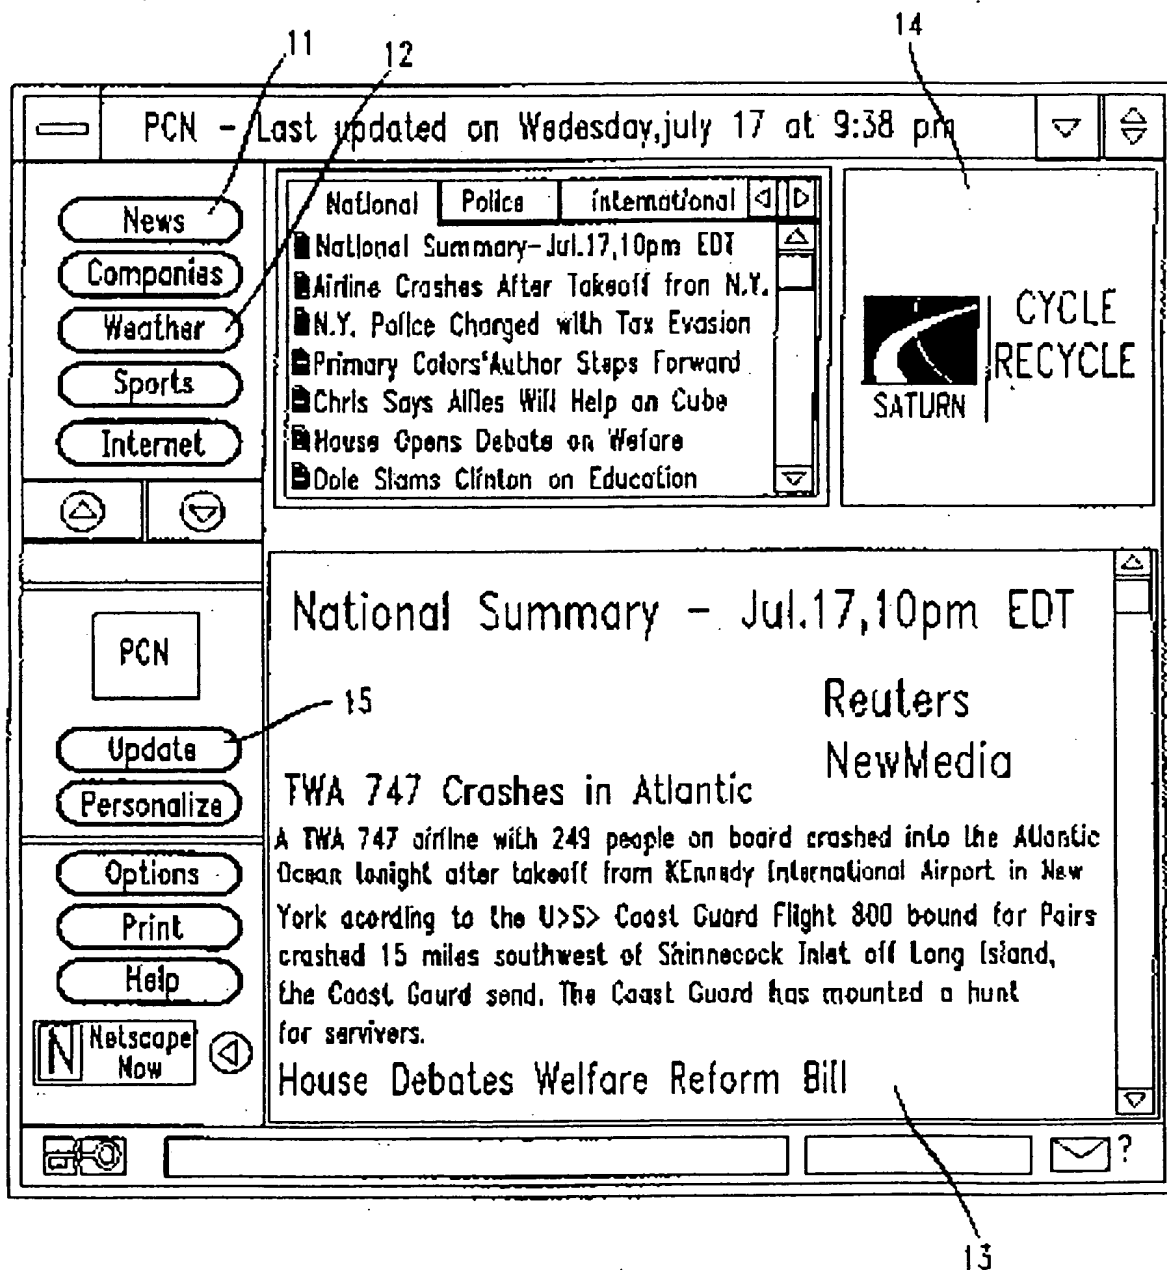 11
12
14
PCN - Last updated on Wedesday,july 17 at 9:38 pm
News
Companies
Weather
Sports
Internet
National Police international
National Summary-Jul.17,10pm EDT
Airline Crashes After Takeoff fron N.Y.
N.Y. Police Charged with Tax Evasion
Primary Colors'Author Steps Forward
Chris Says Allies Will Help on Cube
House Opens Debate on Wefare
Dole Slams Clinton on Education
CYCLE
RECYCLE
SATURN
PCN
15
Update
Personalize
Options
Print
Help
N Netscape
Now
National Summary - Jul.17,10pm EDT
Reuters
NewMedia
TWA 747 Crashes in Atlantic
A TWA 747 airline with 249 people on board crashed into the Atlantic
Ocean tonight after takeoff from KEnnedy International Airport in New
York acording to the U>S> Coast Guard Flight 800 bound for Pairs
crashed 15 miles southwest of Shinnecock Inlet off Long Island,
the Coast Gaurd send. The Coast Guard has mounted a hunt
for servivers.
House Debates Welfare Reform Bill
?
13